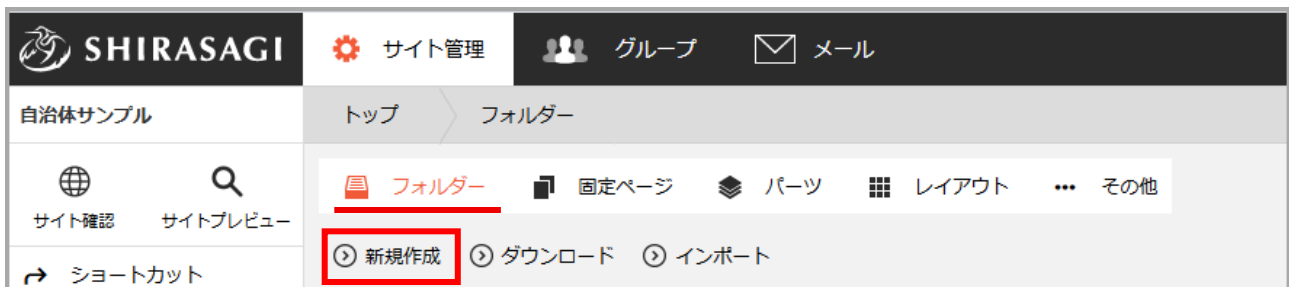 SHIRASAGI サイト管理 グループ メール
自治体サンプル トップ フォルダー
フォルダー 固定ページ パーツ レイアウト ••• その他
サイト確認 サイトプレビュー
新規作成 ダウンロード インポート
ショートカット